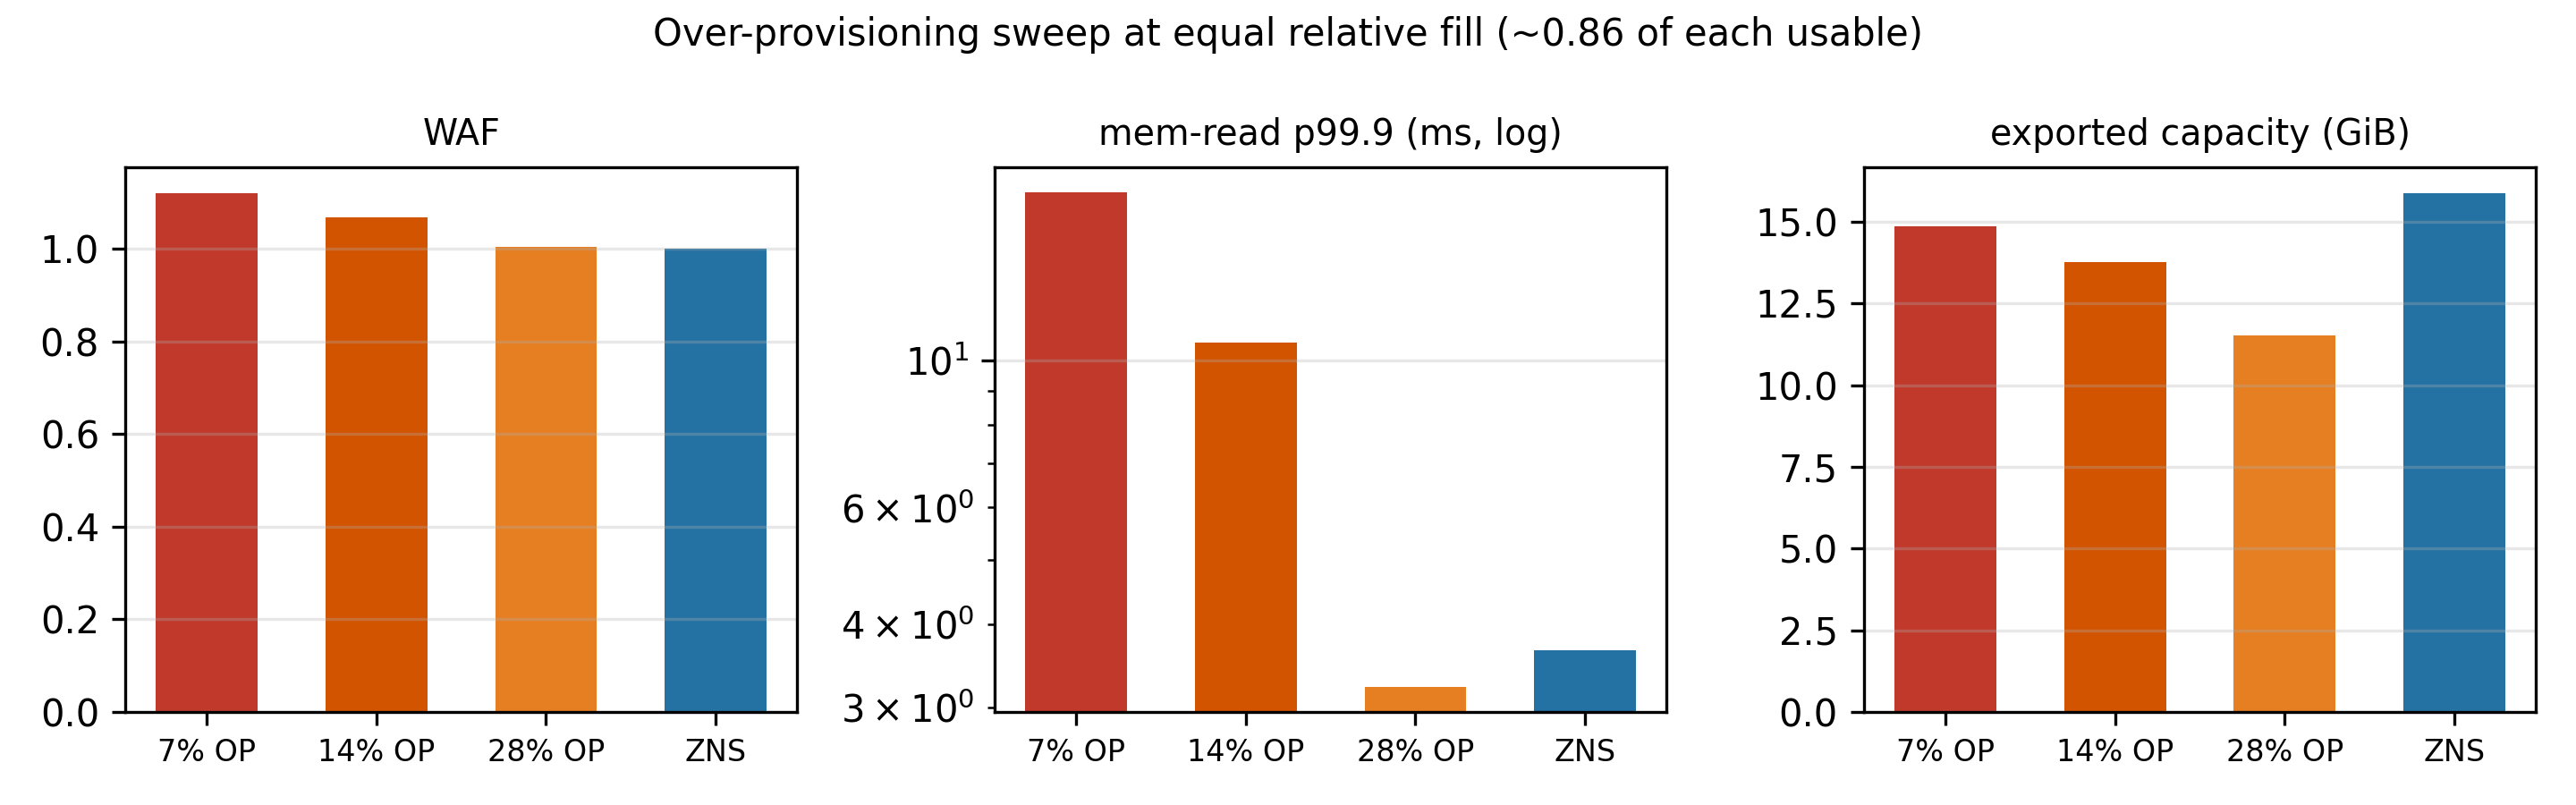 Over-provisioning sweep at equal relative fill (~0.86 of each usable)
WAF
1.0
0.8
0.6
0.4
0.2
0.0
7% OP 14% OP 28% OP ZNS
mem-read p99.9 (ms, log)
10¹
6 × 10⁰
4 × 10⁰
3 × 10⁰
7% OP 14% OP 28% OP ZNS
exported capacity (GiB)
15.0
12.5
10.0
7.5
5.0
2.5
0.0
7% OP 14% OP 28% OP ZNS